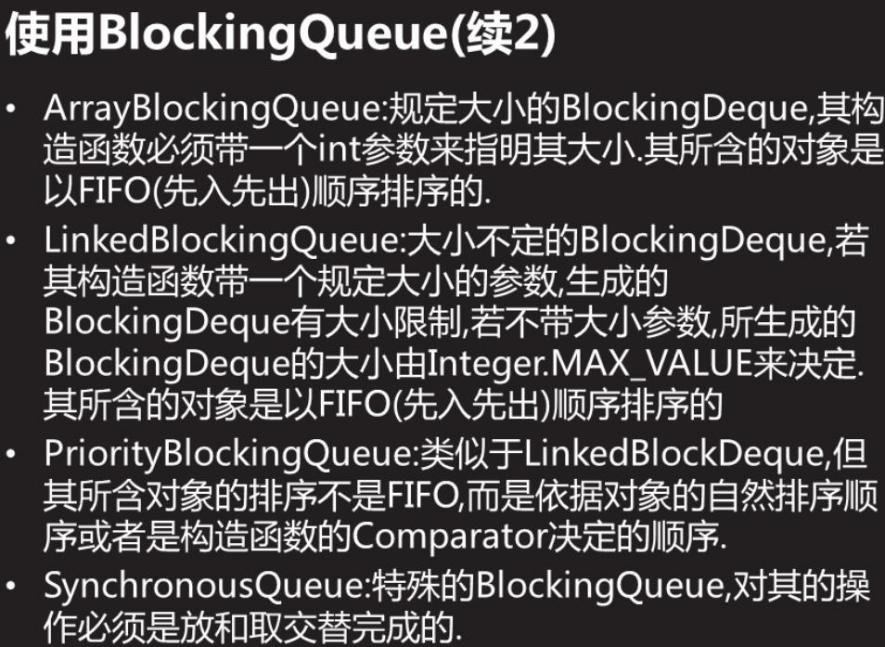 使用BlockingQueue(续2)
• ArrayBlockingQueue:规定大小的BlockingDeque,其构
造函数必须带一个int参数来指明其大小.其所含的对象是
以FIFO(先入先出)顺序排序的.
• LinkedBlockingQueue:大小不定的BlockingDeque,若
其构造函数带一个规定大小的参数,生成的
BlockingDeque有大小限制,若不带大小参数,所生成的
BlockingDeque的大小由Integer.MAX_VALUE来决定.
其所含的对象是以FIFO(先入先出)顺序排序的
• PriorityBlockingQueue:类似于LinkedBlockDeque,但
其所含对象的排序不是FIFO,而是依据对象的自然排序顺
序或者是构造函数的Comparator决定的顺序.
• SynchronousQueue:特殊的BlockingQueue,对其的操
作必须是放和取交替完成的.